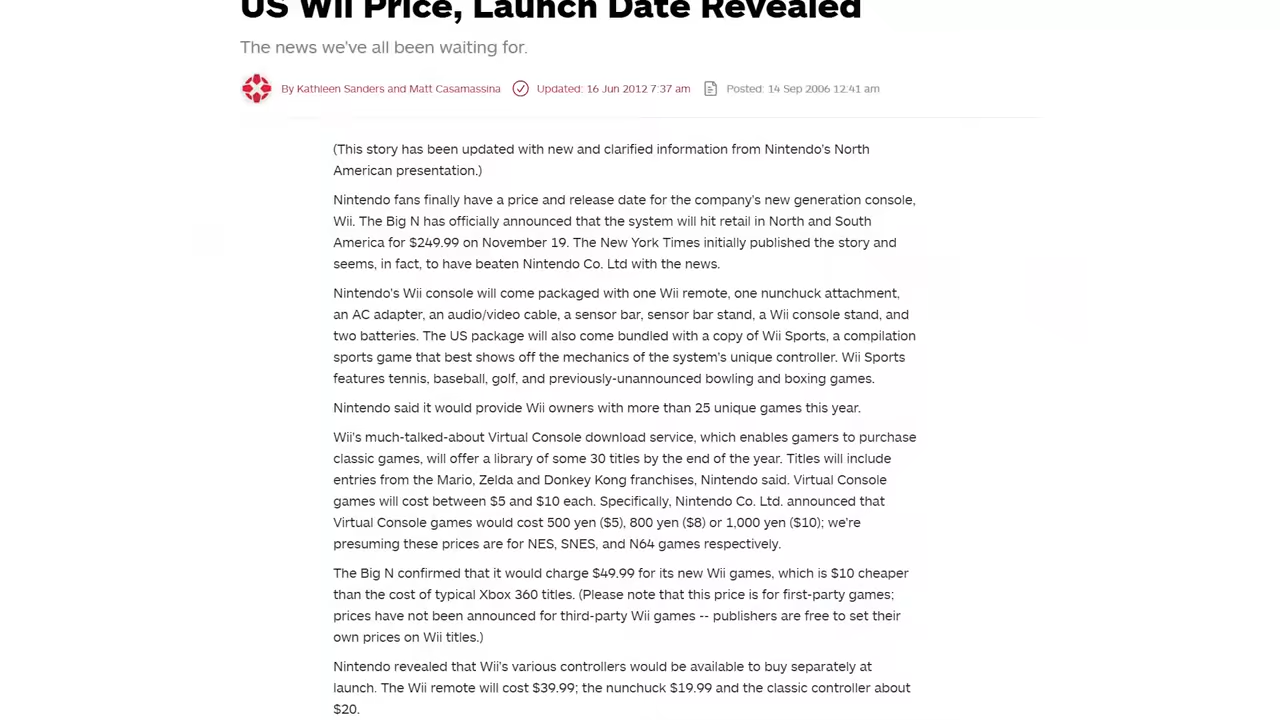 US Wii Price, Launch Date Revealed
The news we've all been waiting for.
By Kathleen Sanders and Matt Casamassina Updated: 16 Jun 2012 7:37 am Posted: 14 Sep 2006 12:41 am
(This story has been updated with new and clarified information from Nintendo's North
American presentation.)
Nintendo fans finally have a price and release date for the company's new generation console,
Wii. The Big N has officially announced that the system will hit retail in North and South
America for $249.99 on November 19. The New York Times initially published the story and
seems, in fact, to have beaten Nintendo Co. Ltd with the news.
Nintendo's Wii console will come packaged with one Wii remote, one nunchuck attachment,
an AC adapter, an audio/video cable, a sensor bar, sensor bar stand, a Wii console stand, and
two batteries. The US package will also come bundled with a copy of Wii Sports, a compilation
sports game that best shows off the mechanics of the system's unique controller. Wii Sports
features tennis, baseball, golf, and previously-unannounced bowling and boxing games.
Nintendo said it would provide Wii owners with more than 25 unique games this year.
Wii's much-talked-about Virtual Console download service, which enables gamers to purchase
classic games, will offer a library of some 30 titles by the end of the year. Titles will include
entries from the Mario, Zelda and Donkey Kong franchises, Nintendo said. Virtual Console
games will cost between $5 and $10 each. Specifically, Nintendo Co. Ltd. announced that
Virtual Console games would cost 500 yen ($5), 800 yen ($8) or 1,000 yen ($10); we're
presuming these prices are for NES, SNES, and N64 games respectively.
The Big N confirmed that it would charge $49.99 for its new Wii games, which is $10 cheaper
than the cost of typical Xbox 360 titles. (Please note that this price is for first-party games;
prices have not been announced for third-party Wii games -- publishers are free to set their
own prices on Wii titles.)
Nintendo revealed that Wii's various controllers would be available to buy separately at
launch. The Wii remote will cost $39.99; the nunchuck $19.99 and the classic controller about
$20.